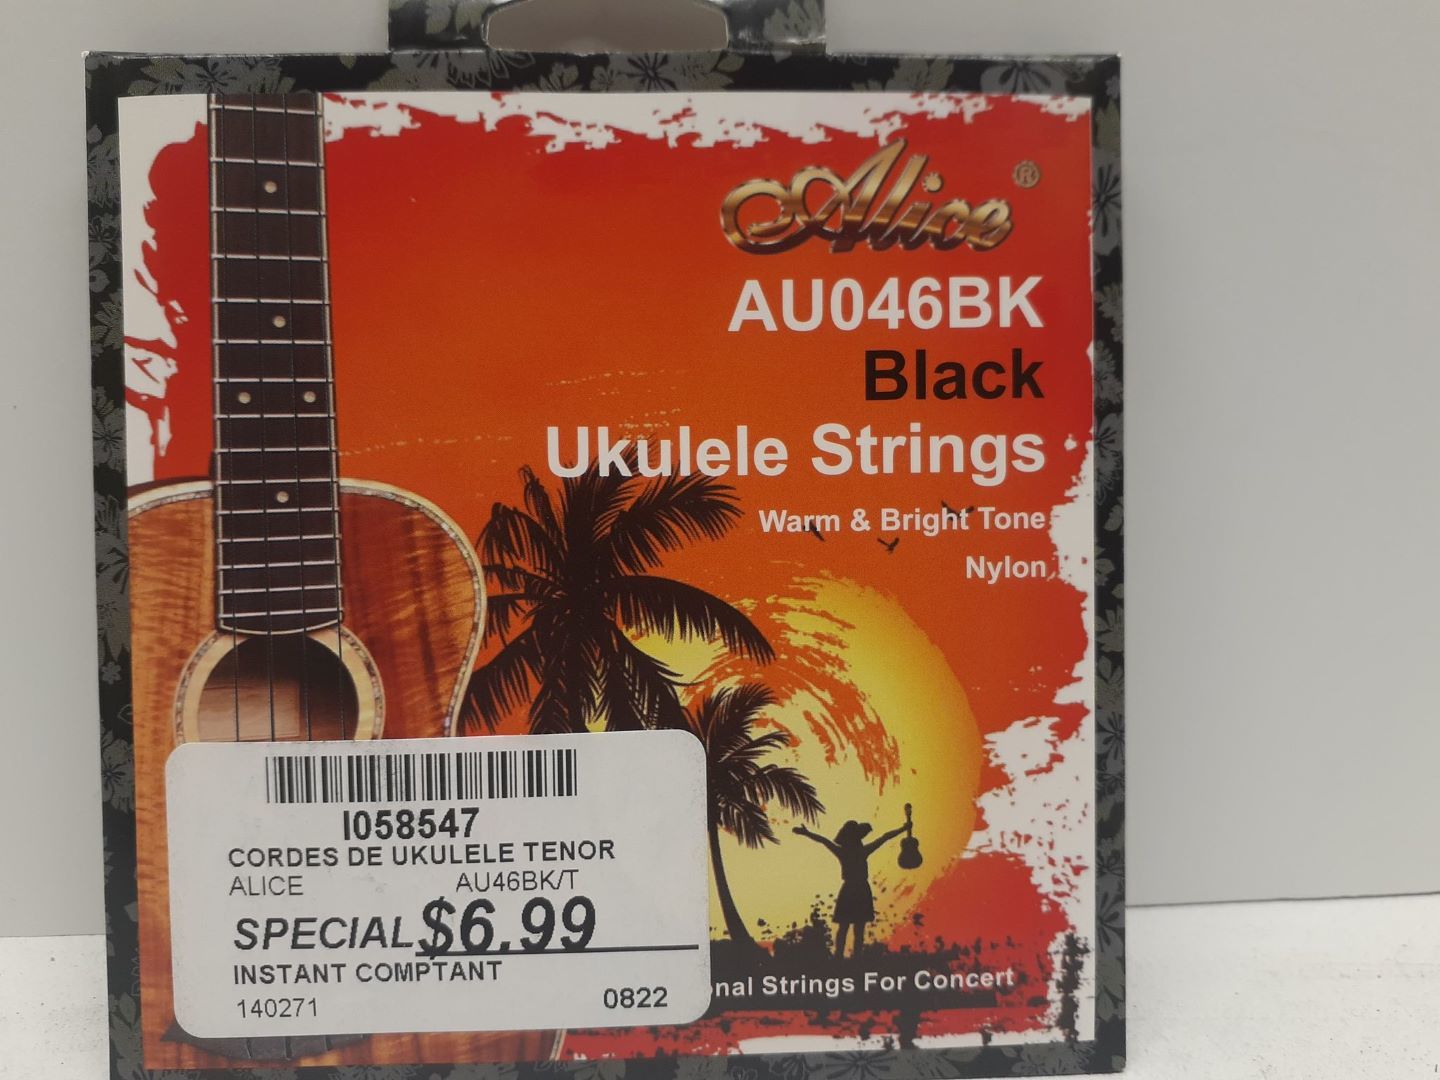 Alice ®
AU046BK
Black
Ukulele Strings
Warm & Bright Tone
Nylon
I058547
CORDES DE UKULELE TENOR
ALICE AU46BK/T
SPECIAL $6.99
INSTANT COMPTANT
140271 0822
Strings For Concert